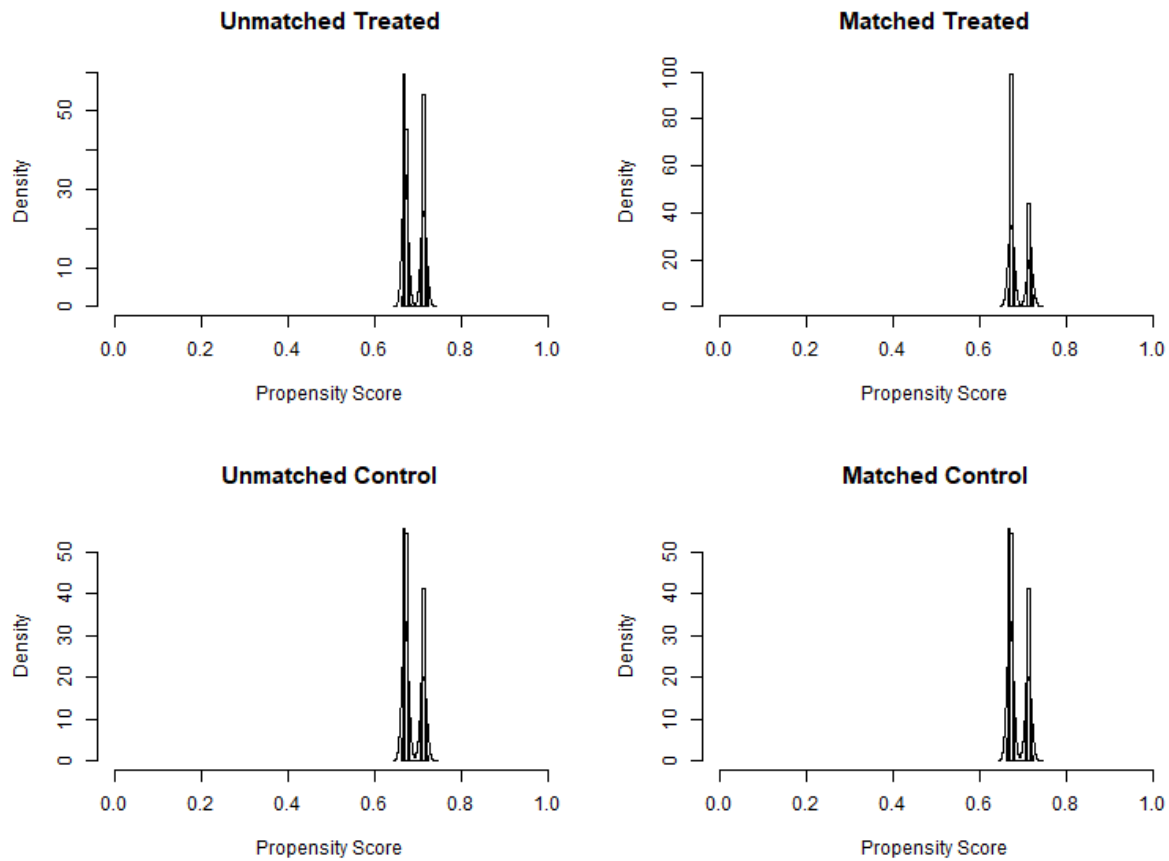 Unmatched Treated
Density
0 10 30 50
0.0 0.2 0.4 0.6 0.8 1.0
Propensity Score
Matched Treated
Density
0 20 40 60 80 100
0.0 0.2 0.4 0.6 0.8 1.0
Propensity Score
Unmatched Control
Density
0 10 20 30 40 50
0.0 0.2 0.4 0.6 0.8 1.0
Propensity Score
Matched Control
Density
0 10 20 30 40 50
0.0 0.2 0.4 0.6 0.8 1.0
Propensity Score